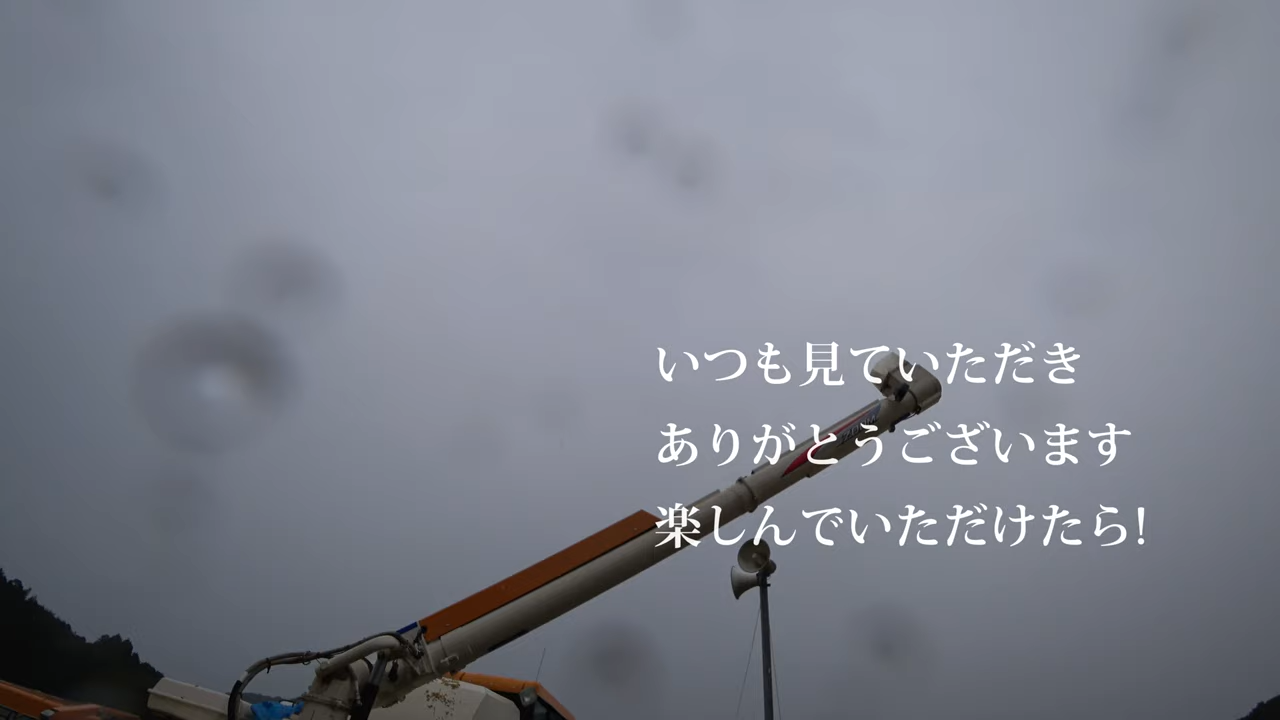 いつも見ていただき
ありがとうございます
楽しんでいただけたら!